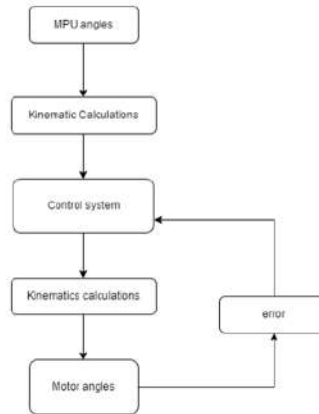 MPU angles
Kinematic Calculations
Control system
Kinematics calculations
error
Motor angles